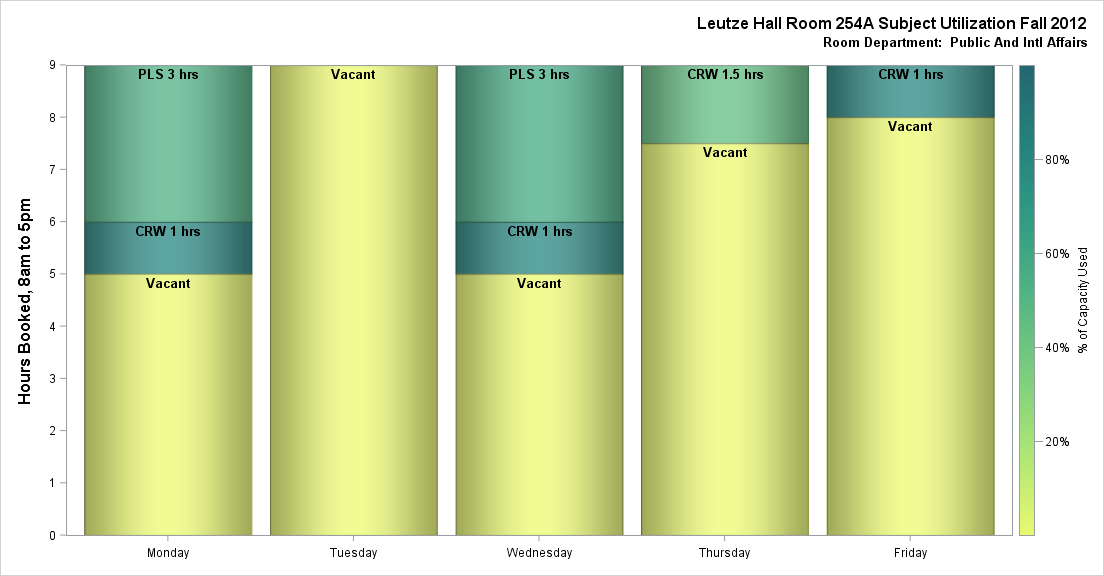 Leutze Hall Room 254A Subject Utilization Fall 2012
Room Department:  Public And Intl Affairs
Hours Booked, 8am to 5pm
9
8
7
6
5
4
3
2
1
0
PLS 3 hrs
CRW 1 hrs
Vacant
Vacant
PLS 3 hrs
CRW 1 hrs
Vacant
CRW 1.5 hrs
Vacant
CRW 1 hrs
Vacant
Monday
Tuesday
Wednesday
Thursday
Friday
80%
60%
40%
20%
% of Capacity Used